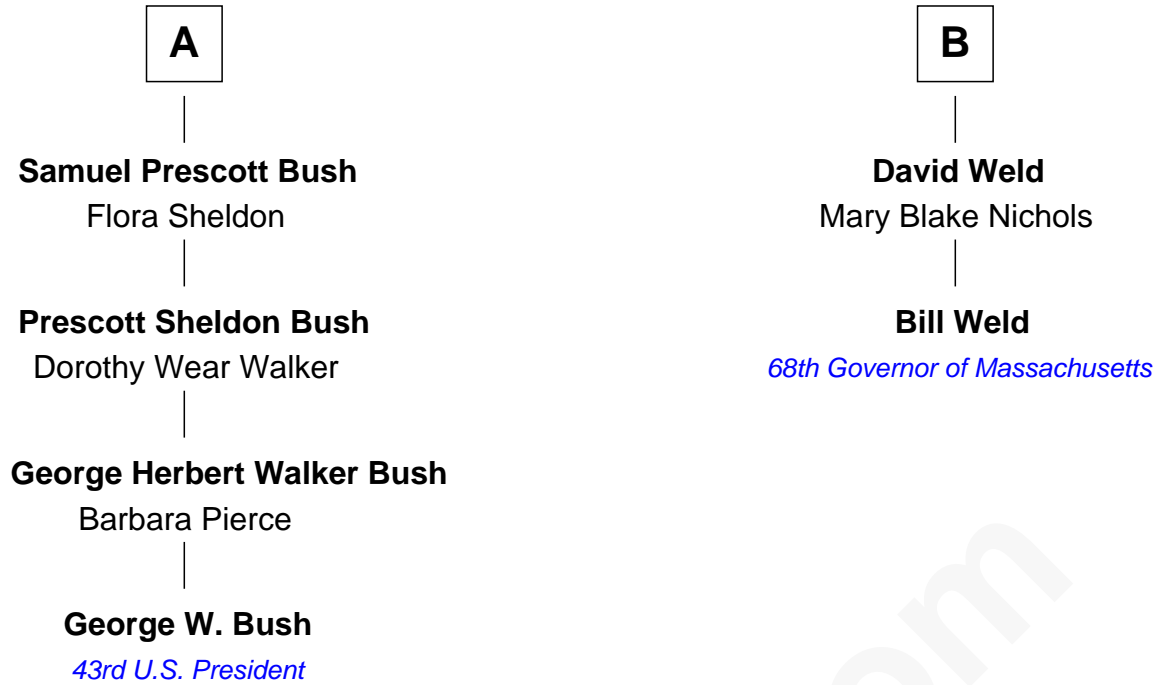 A
Samuel Prescott Bush
Flora Sheldon
Prescott Sheldon Bush
Dorothy Wear Walker
George Herbert Walker Bush
Barbara Pierce
George W. Bush
43rd U.S. President
B
David Weld
Mary Blake Nichols
Bill Weld
68th Governor of Massachusetts
om